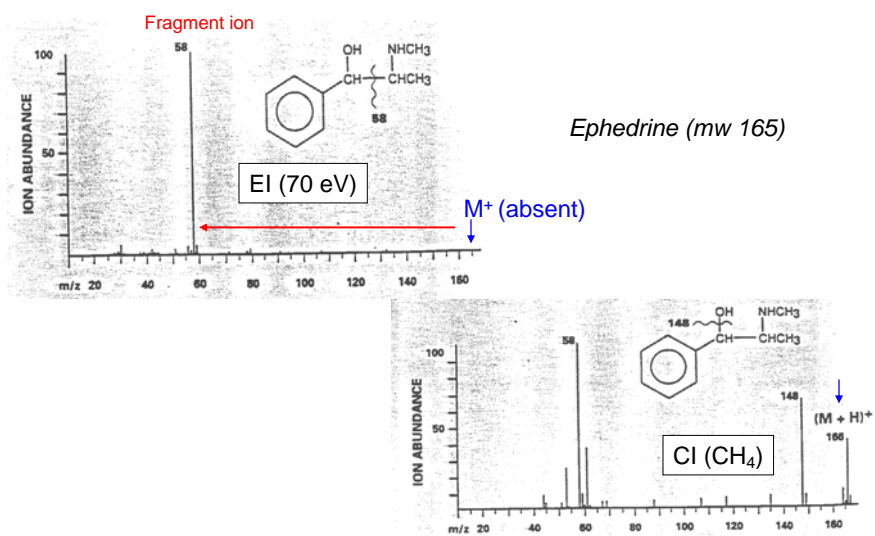 Fragment ion
58
100
OH NHCH3
CH CHCH3
58
ION ABUNDANCE
50
Ephedrine (mw 165)
EI (70 eV)
M+ (absent)
m/z 20 40 60 80 100 120 140 160
OH NHCH3
148
CH CHCH3
58
100
148
(M + H)+
166
ION ABUNDANCE
50
CI (CH4)
m/z 20 40 60 80 100 120 140 160